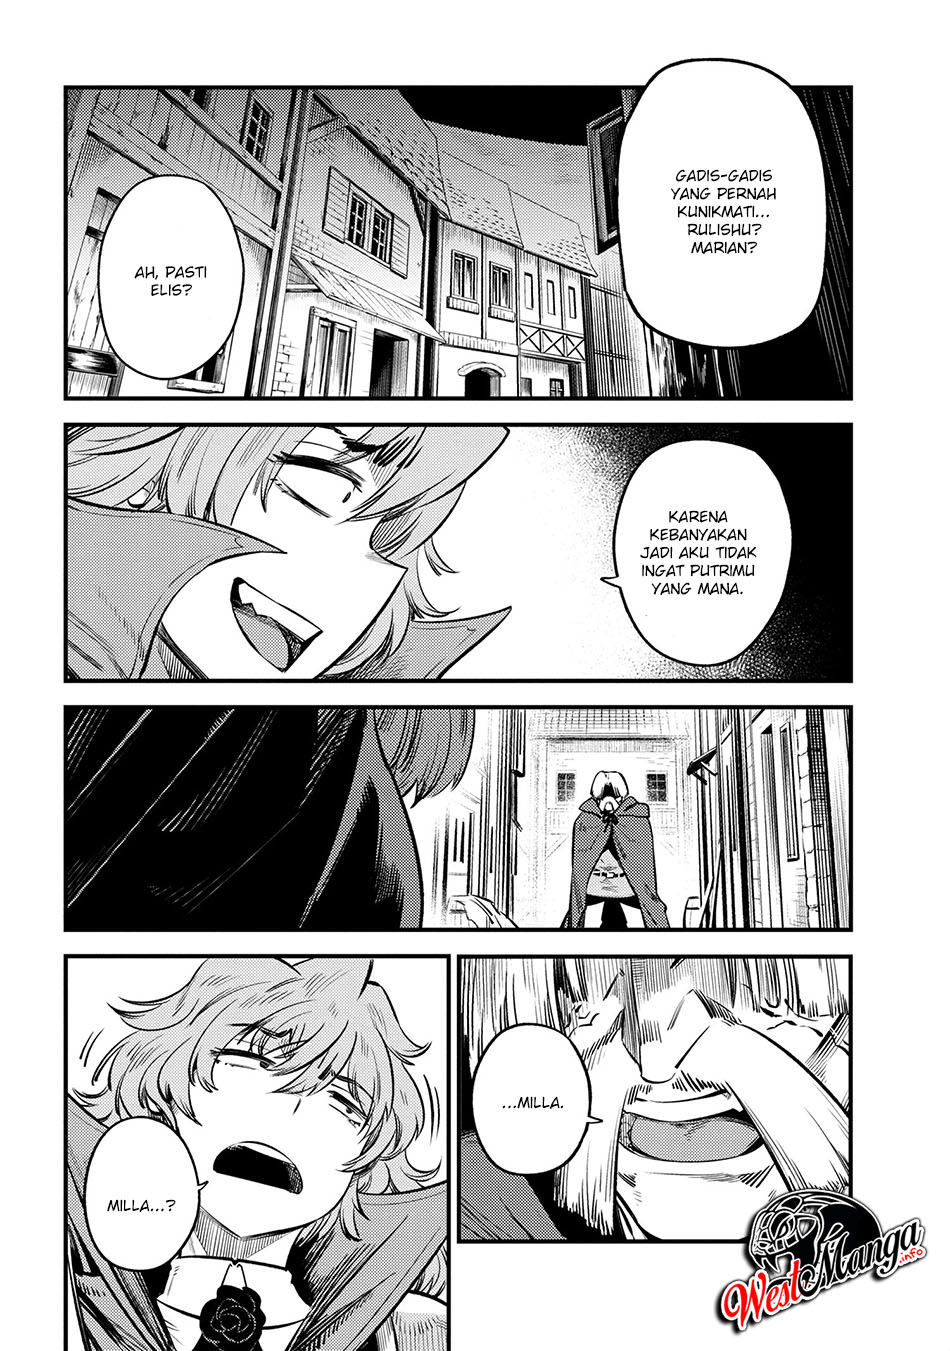 GADIS-GADIS
YANG PERNAH
KUNIKMATI...
RULISHU?
MARIAN?
AH, PASTI
ELIS?
KARENA
KEBANYAKAN
JADI AKU TIDAK
INGAT PUTRIMU
YANG MANA.
...MILLA.
MILLA...?
WestManga
.info